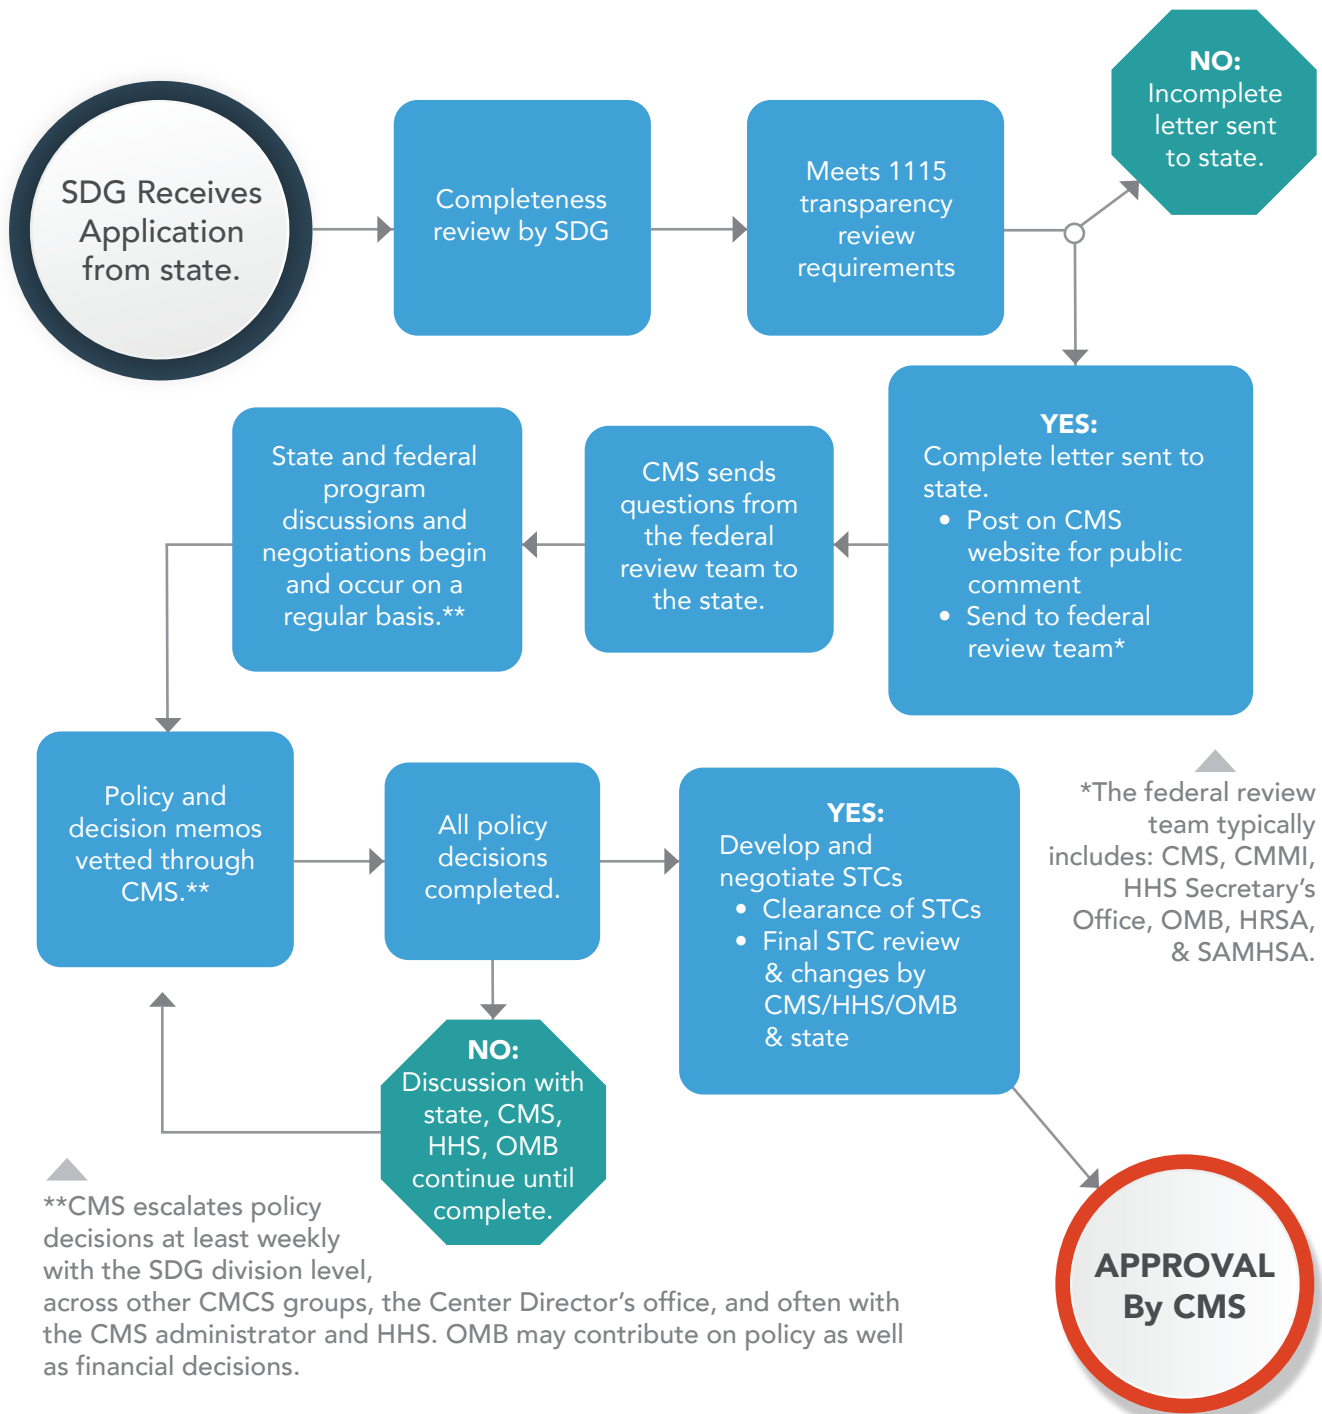 SDG Receives
Application
from state.
Completeness
review by SDG
Meets 1115
transparency
review
requirements
NO:
Incomplete
letter sent
to state.
YES:
Complete letter sent to
state.
• Post on CMS
website for public
comment
• Send to federal
review team*
CMS sends
questions from
the federal
review team to
the state.
State and federal
program
discussions and
negotiations begin
and occur on a
regular basis.**
*The federal review
team typically
includes: CMS, CMMI,
HHS Secretary's
Office, OMB, HRSA,
& SAMHSA.
Policy and
decision memos
vetted through
CMS.**
All policy
decisions
completed.
YES:
Develop and
negotiate STCs
• Clearance of STCs
• Final STC review
& changes by
CMS/HHS/OMB
& state
NO:
Discussion with
state, CMS,
HHS, OMB
continue until
complete.
**CMS escalates policy
decisions at least weekly
with the SDG division level,
across other CMCS groups, the Center Director's office, and often with
the CMS administrator and HHS. OMB may contribute on policy as well
as financial decisions.
APPROVAL
By CMS